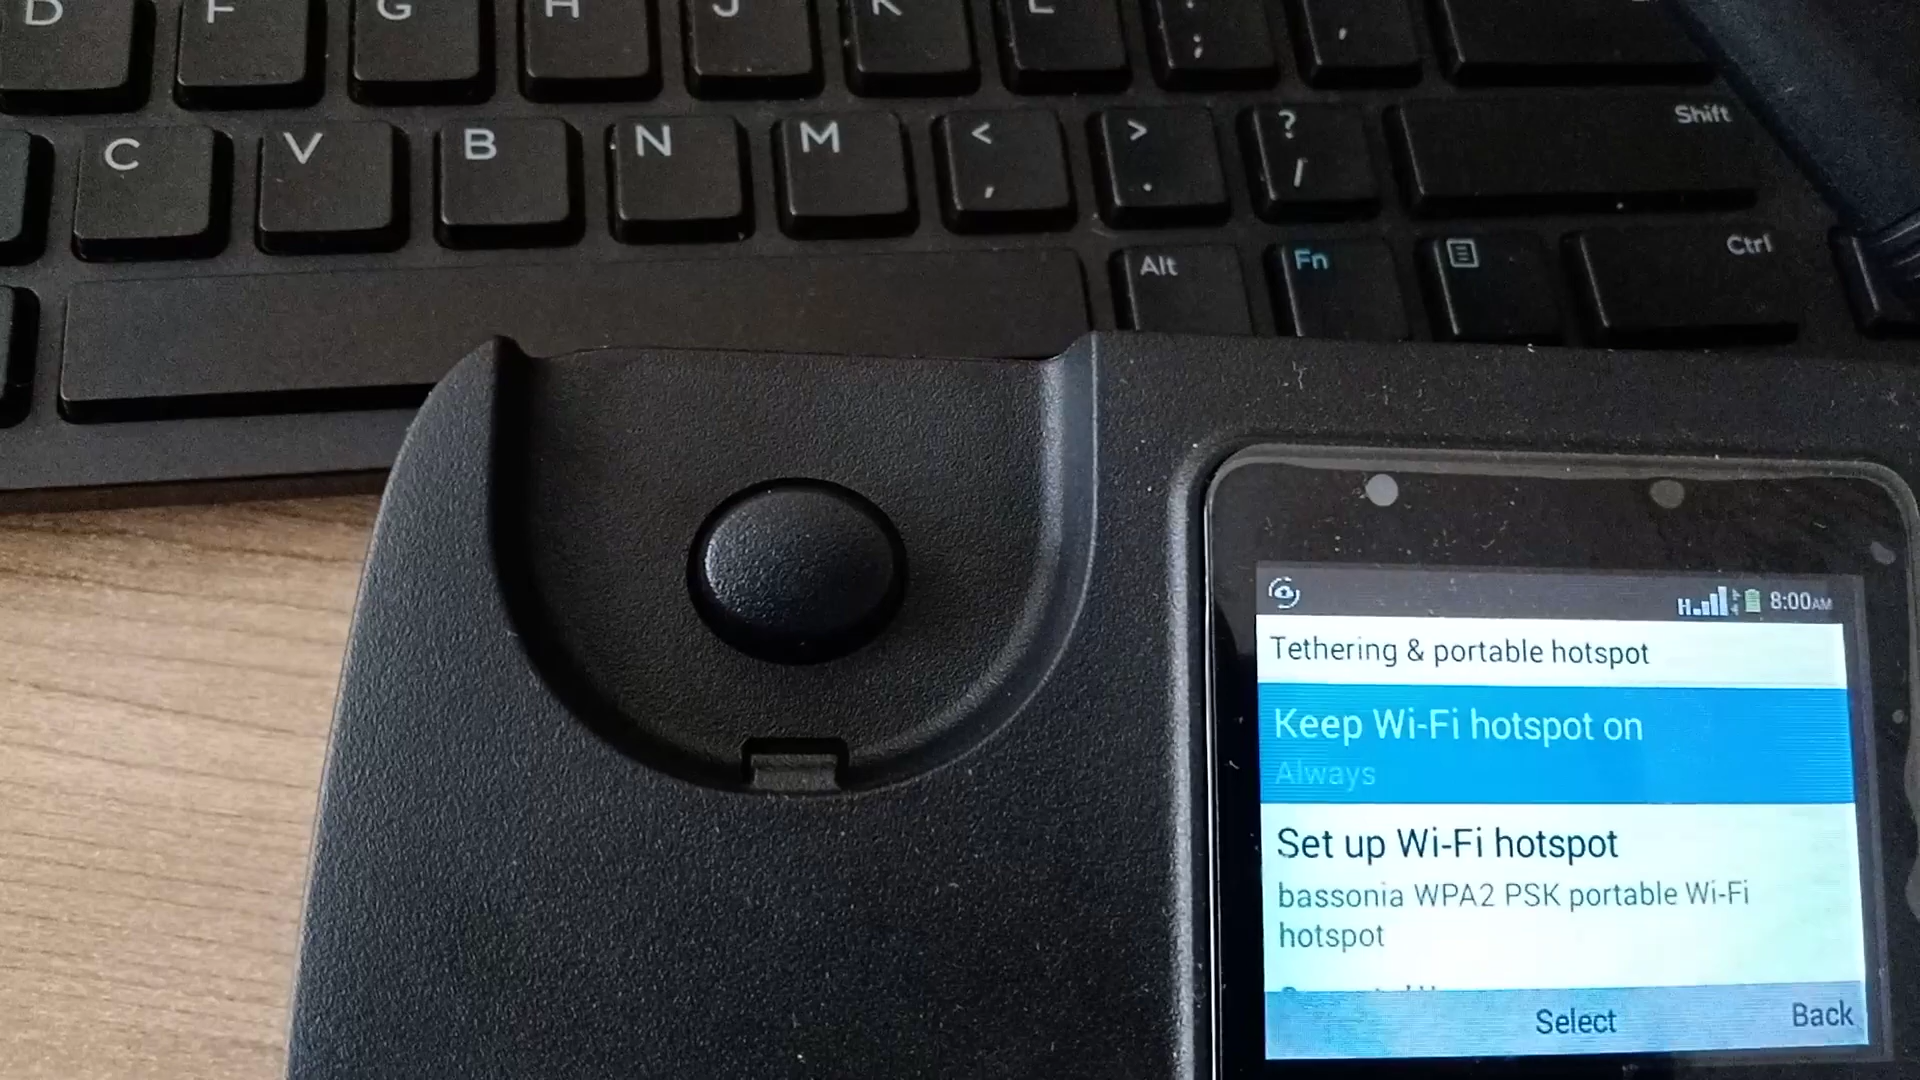 D F G H J K L : ;
C V B N M < , > . ? / Shift
Alt Fn Ctrl
H 8:00AM
Tethering & portable hotspot
Keep Wi-Fi hotspot on
Always
Set up Wi-Fi hotspot
bassonia WPA2 PSK portable Wi-Fi
hotspot
Select Back